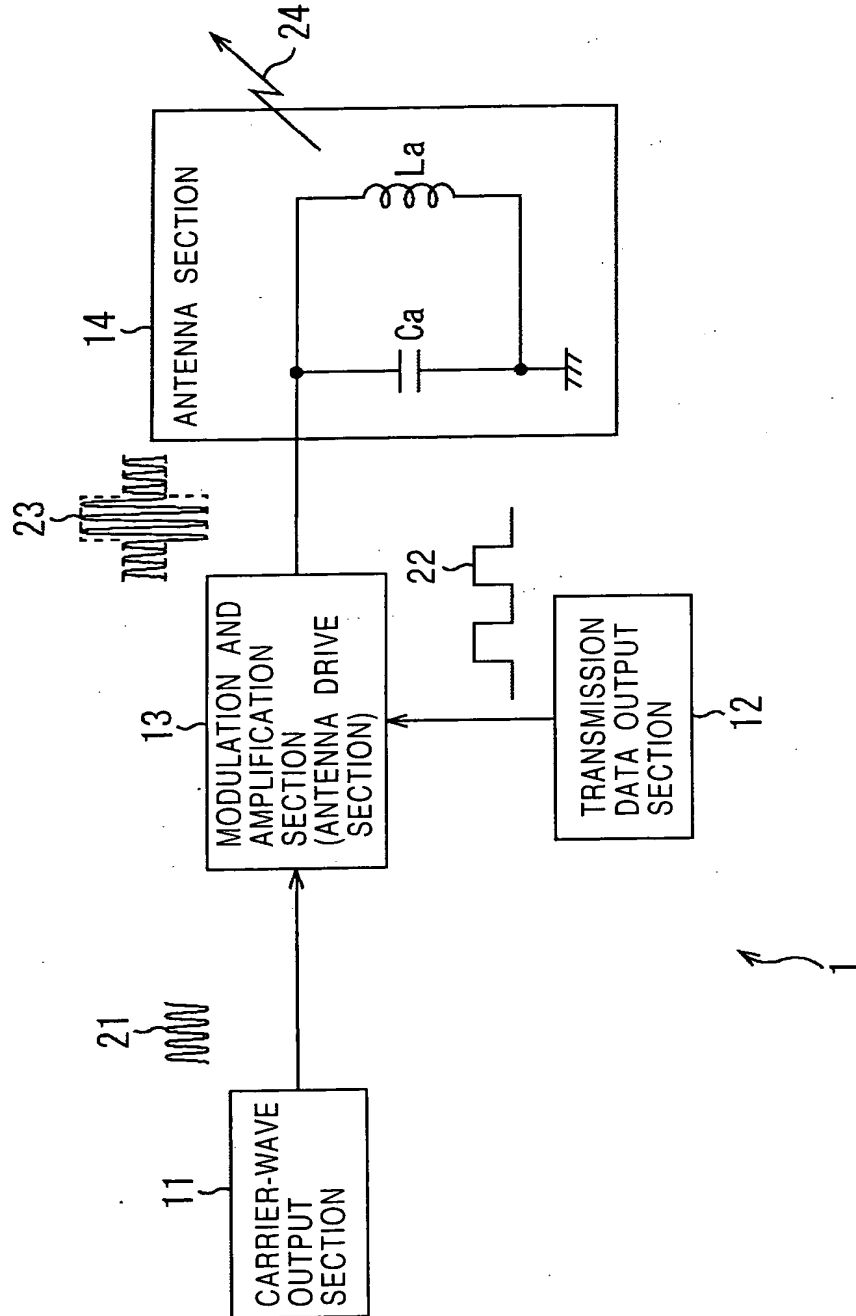 11
CARRIER-WAVE
OUTPUT
SECTION
21
13
MODULATION AND
AMPLIFICATION
SECTION
(ANTENNA DRIVE
SECTION)
23
22
TRANSMISSION
DATA OUTPUT
SECTION
12
14
ANTENNA SECTION
Ca
La
24
1